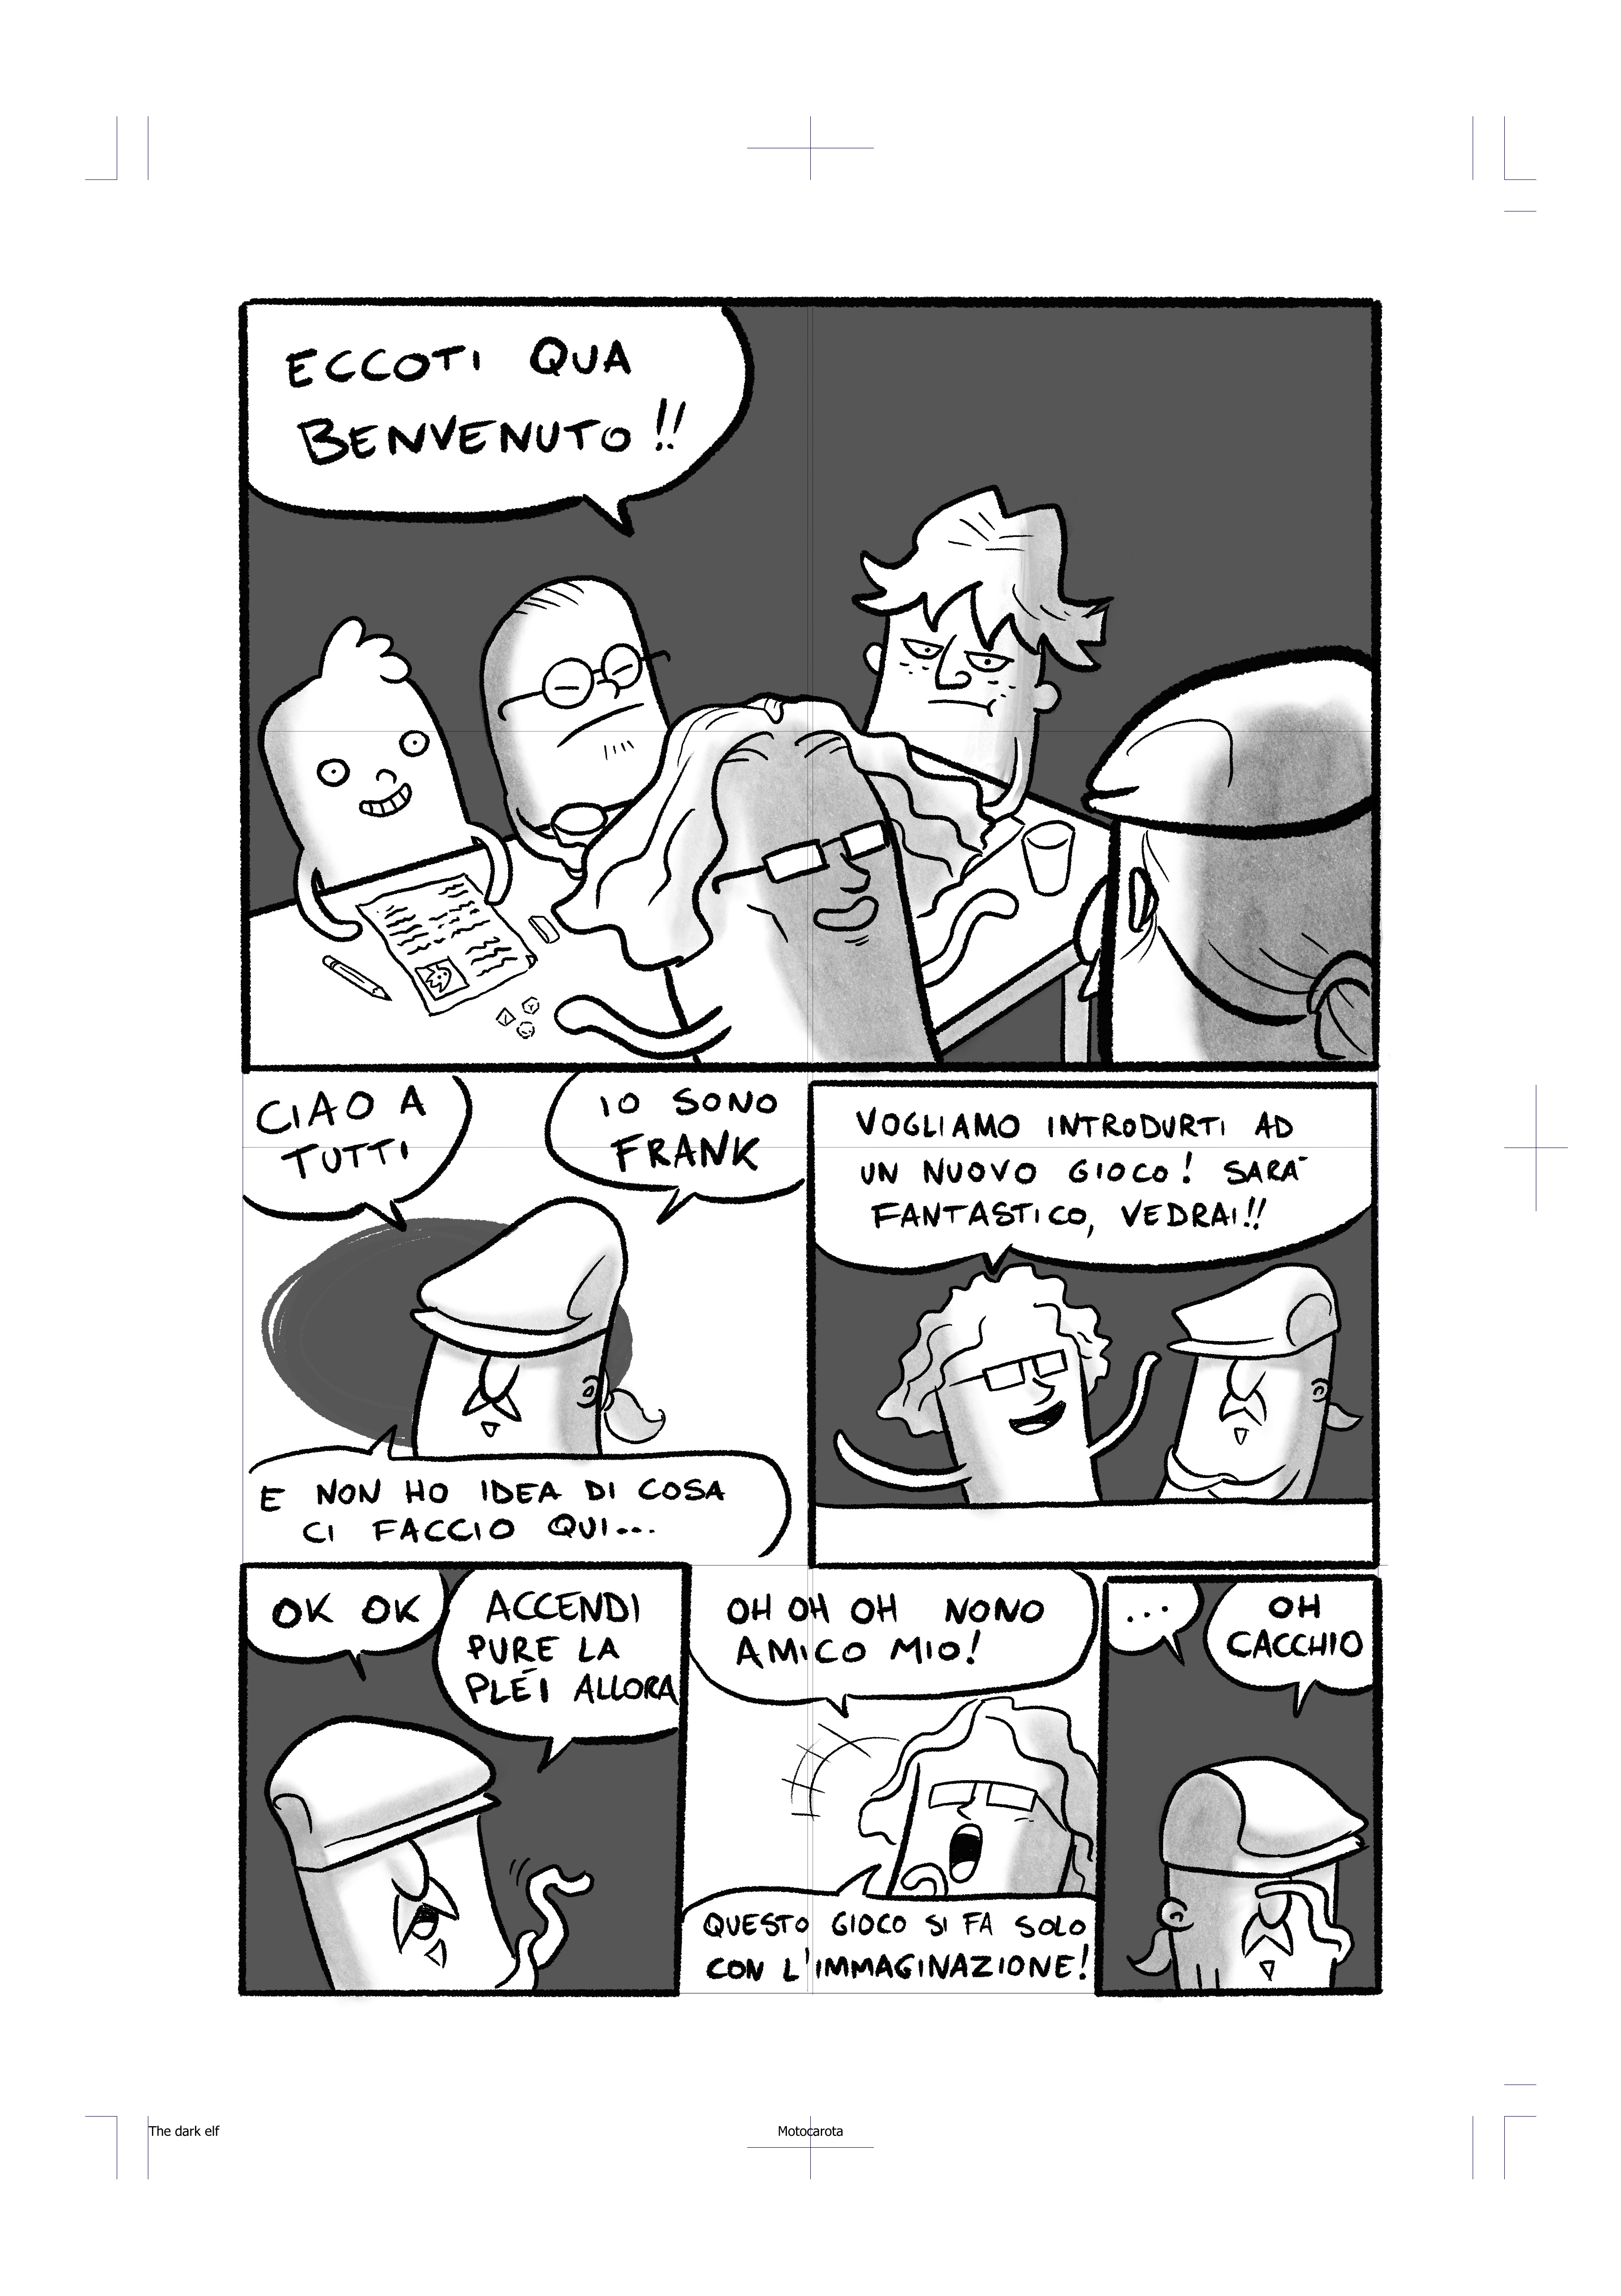 ECCOTI QUA
BENVENUTO!!
CIAO A
TUTTI
IO SONO
FRANK
E NON HO IDEA DI COSA
CI FACCIO QUI...
VOGLIAMO INTRODURTI AD
UN NUOVO GIOCO! SARÀ
FANTASTICO, VEDRAI!!
OK OK
ACCENDI
PURE LA
PLÉI ALLORA
OH OH OH NONO
AMICO MIO!
QUESTO GIOCO SI FA SOLO
CON L'IMMAGINAZIONE!
...
OH
CACCHIO
The dark elf
Motocarota